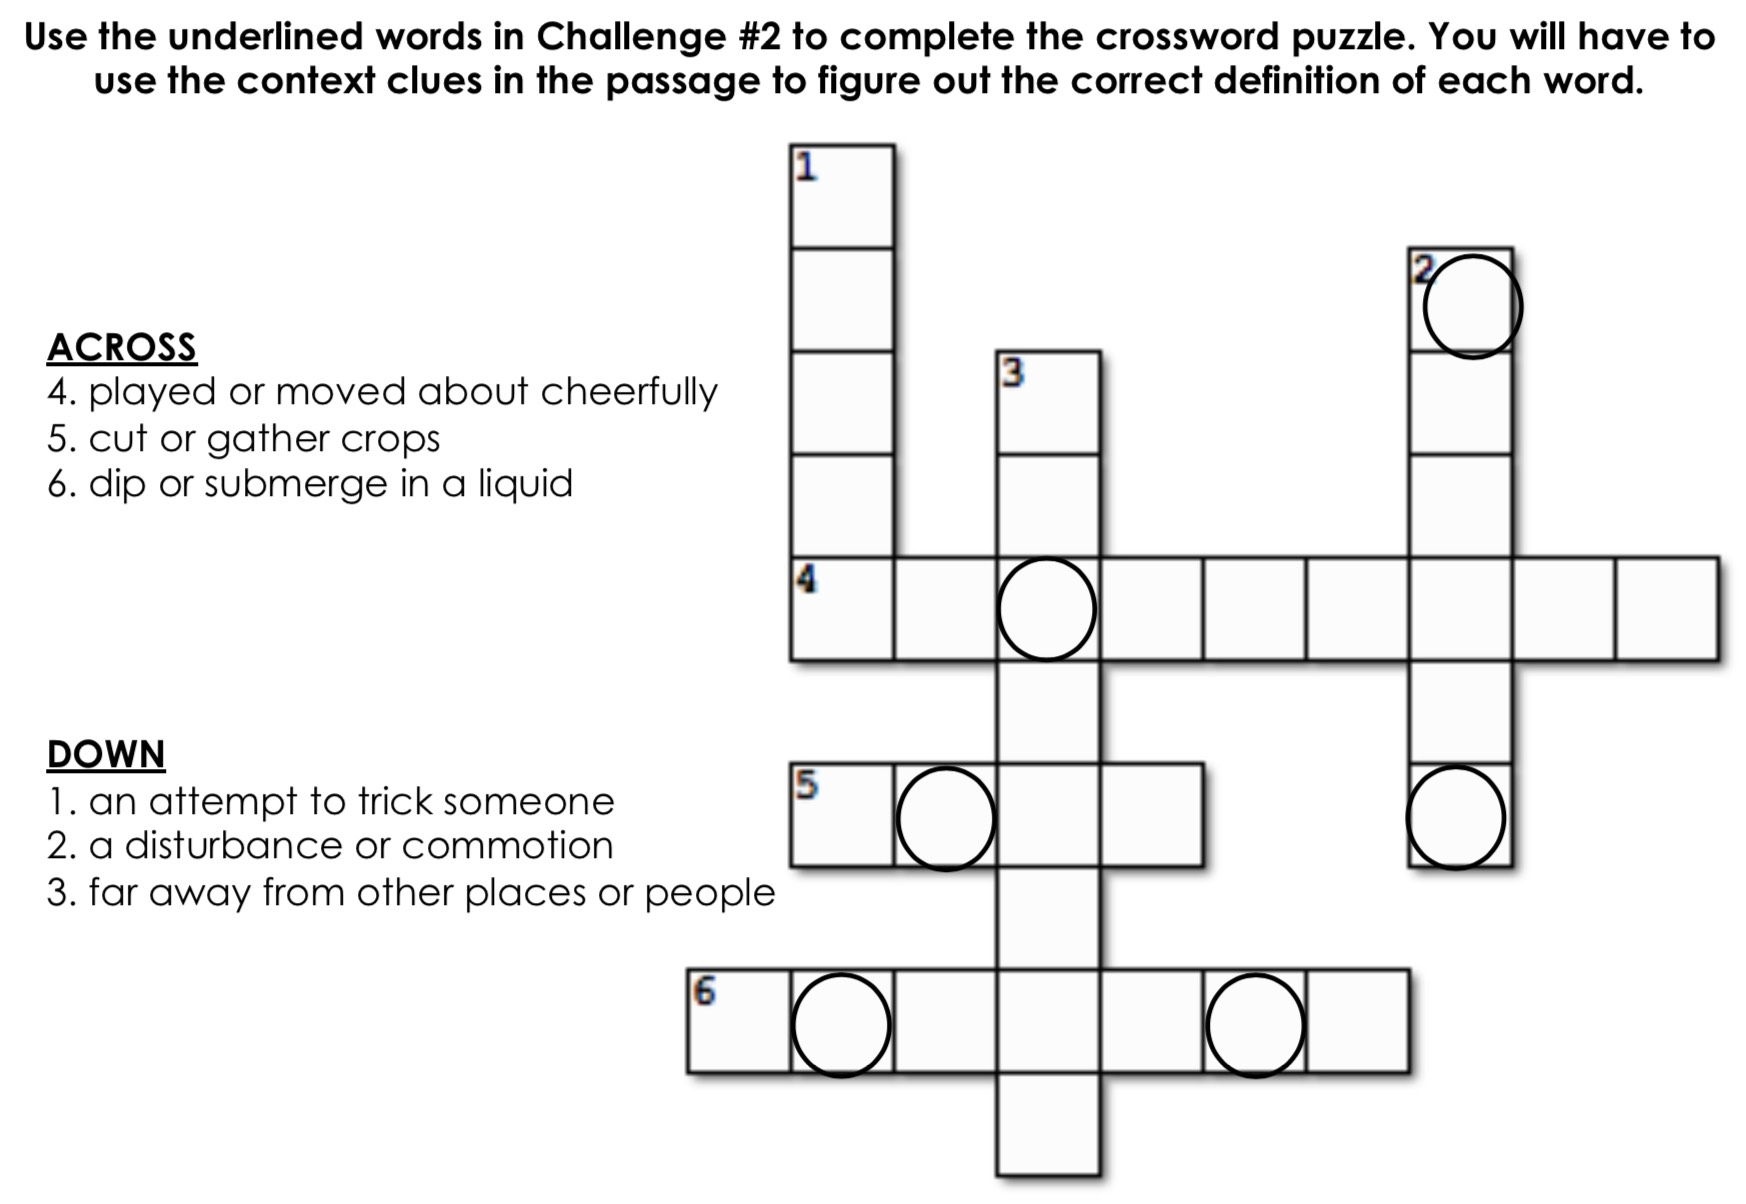 Use the underlined words in Challenge #2 to complete the crossword puzzle. You will have to
use the context clues in the passage to figure out the correct definition of each word.
1
2
3
ACROSS
4. played or moved about cheerfully
5. cut or gather crops
6. dip or submerge in a liquid
4
DOWN
1. an attempt to trick someone
2. a disturbance or commotion
3. far away from other places or people
5
6